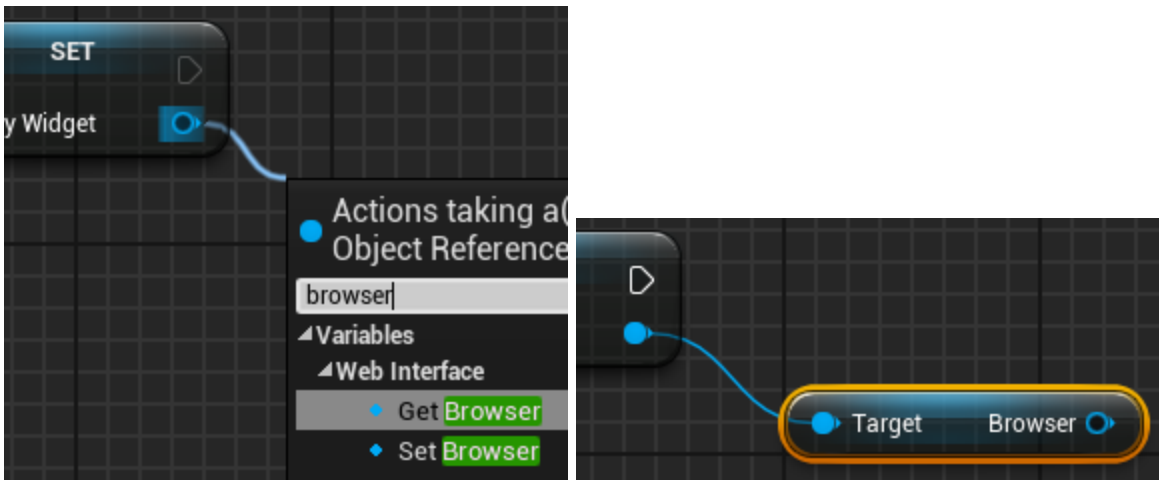 SET
y Widget
Actions taking a(
Object Reference
browser
Variables
Web Interface
Get Browser
Set Browser
Target Browser